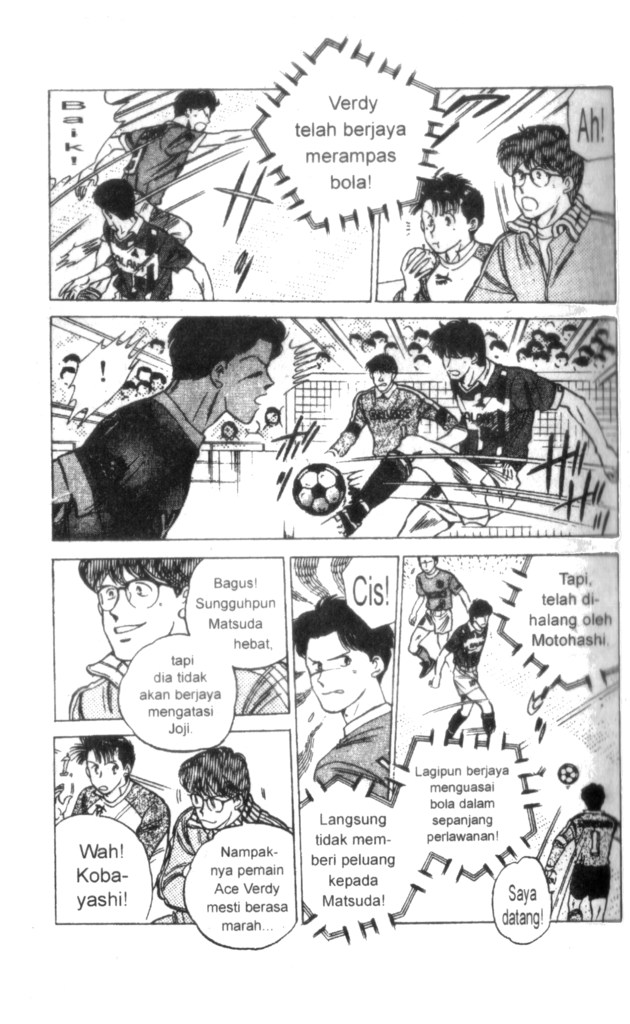 Baik!
Verdy
telah berjaya
merampas
bola!
Ah!
!
Bagus!
Sungguhpun
Matsuda
hebat,
tapi
dia tidak
akan berjaya
mengatasi
Joji.
Cis!
Tapi,
telah di-
halang oleh
Motohashi.
Wah!
Koba-
yashi!
Nampak-
nya pemain
Ace Verdy
mesti berasa
marah...
Langsung
tidak mem-
beri peluang
kepada
Matsuda!
Lagipun berjaya
menguasai
bola dalam
sepanjang
perlawanan!
Saya
datang!
1